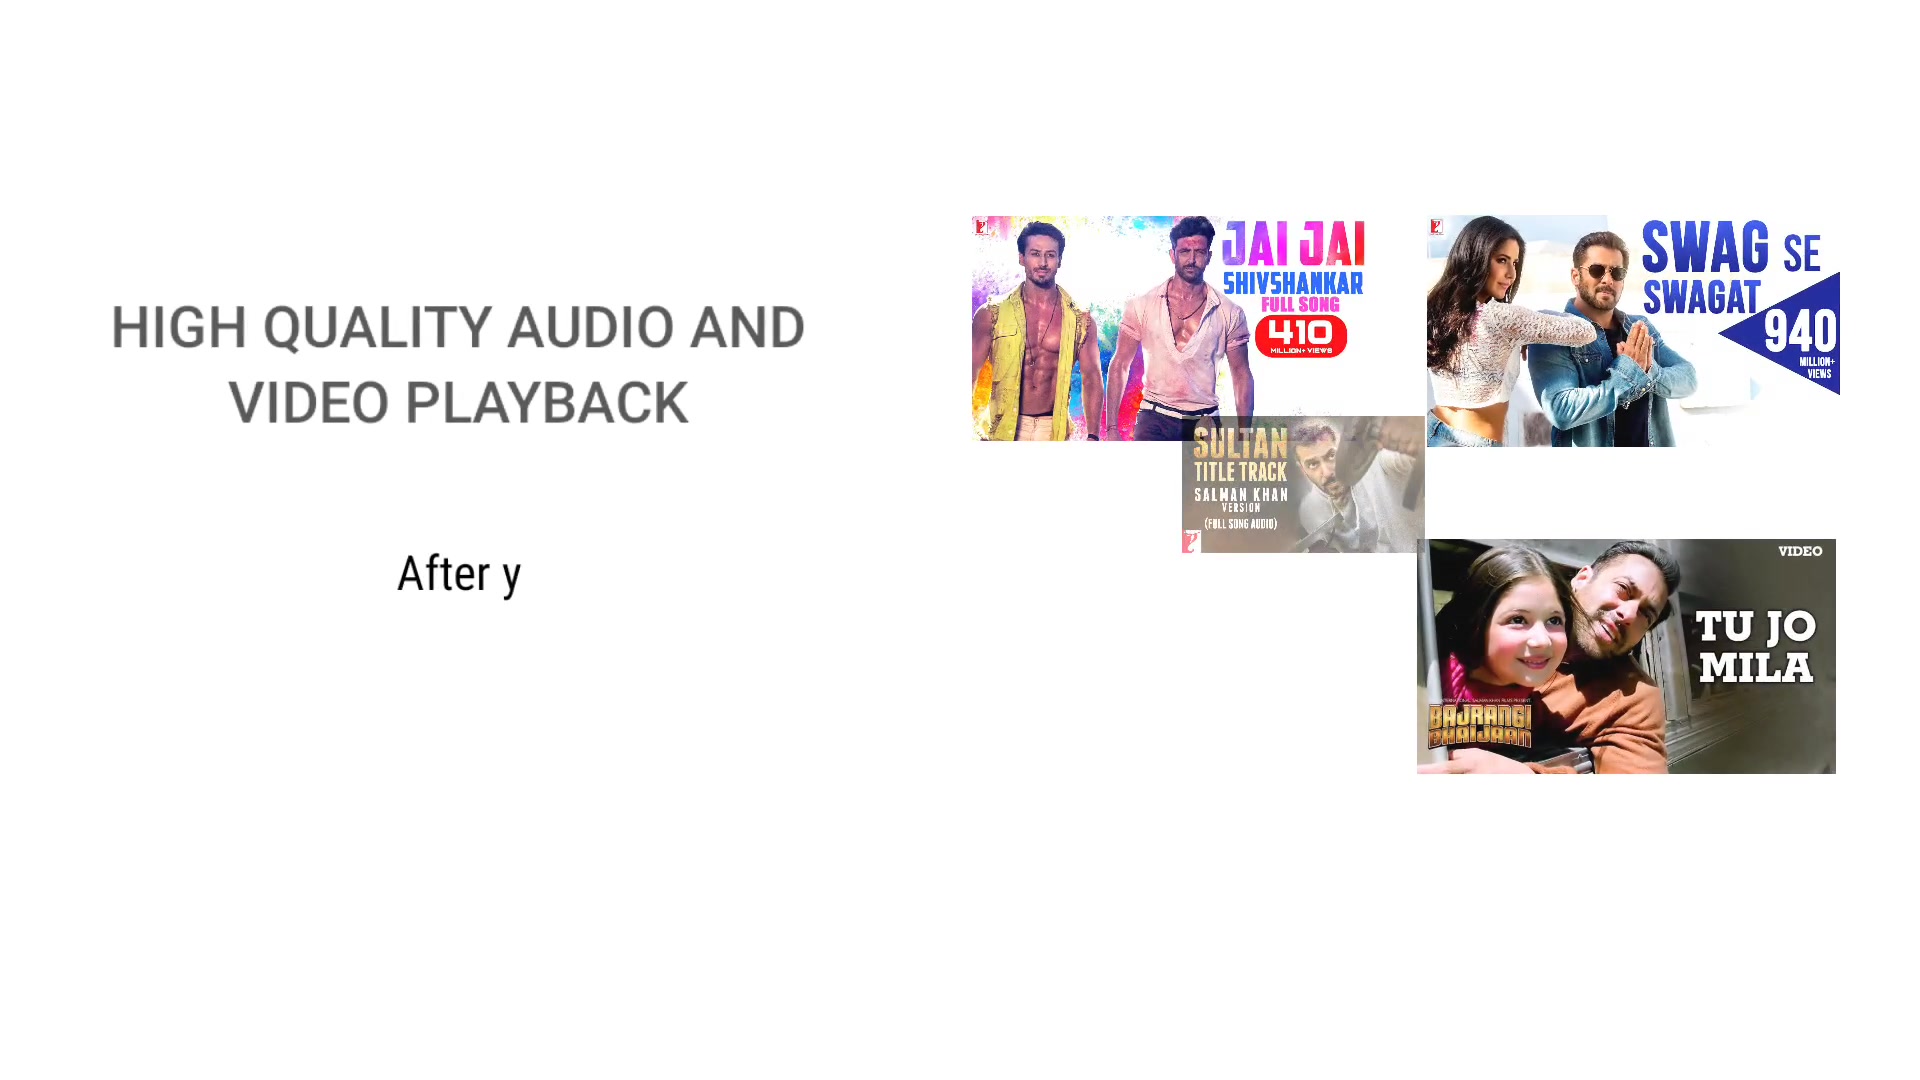 HIGH QUALITY AUDIO AND
VIDEO PLAYBACK
After y
JAI JAI
SHIVSHANKAR
FULL SONG
410
MILLION+ VIEWS
SWAG SE
SWAGAT
940
MILLION+
VIEWS
SULTAN
TITLE TRACK
SALMAN KHAN
VERSION
(FULL SONG AUDIO)
VIDEO
TU JO
MILA
BAJRANGI
BHAIJAAN